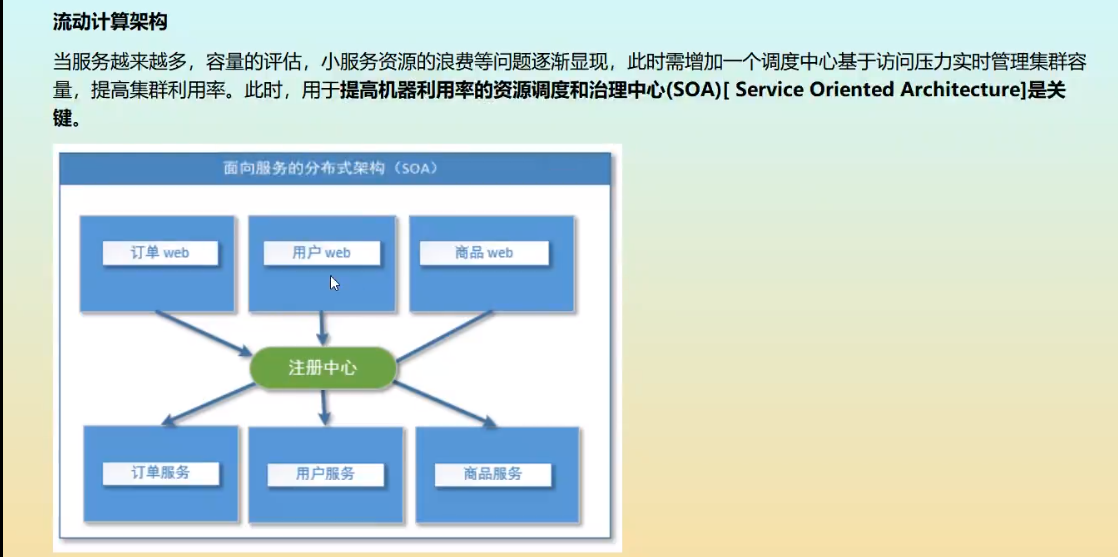 流动计算架构
当服务越来越多，容量的评估，小服务资源的浪费等问题逐渐显现，此时需增加一个调度中心基于访问压力实时管理集群容
量，提高集群利用率。此时，用于提高机器利用率的资源调度和治理中心(SOA)[ Service Oriented Architecture]是关
键。
面向服务的分布式架构（SOA）
订单 web
用户 web
商品 web
注册中心
订单服务
用户服务
商品服务